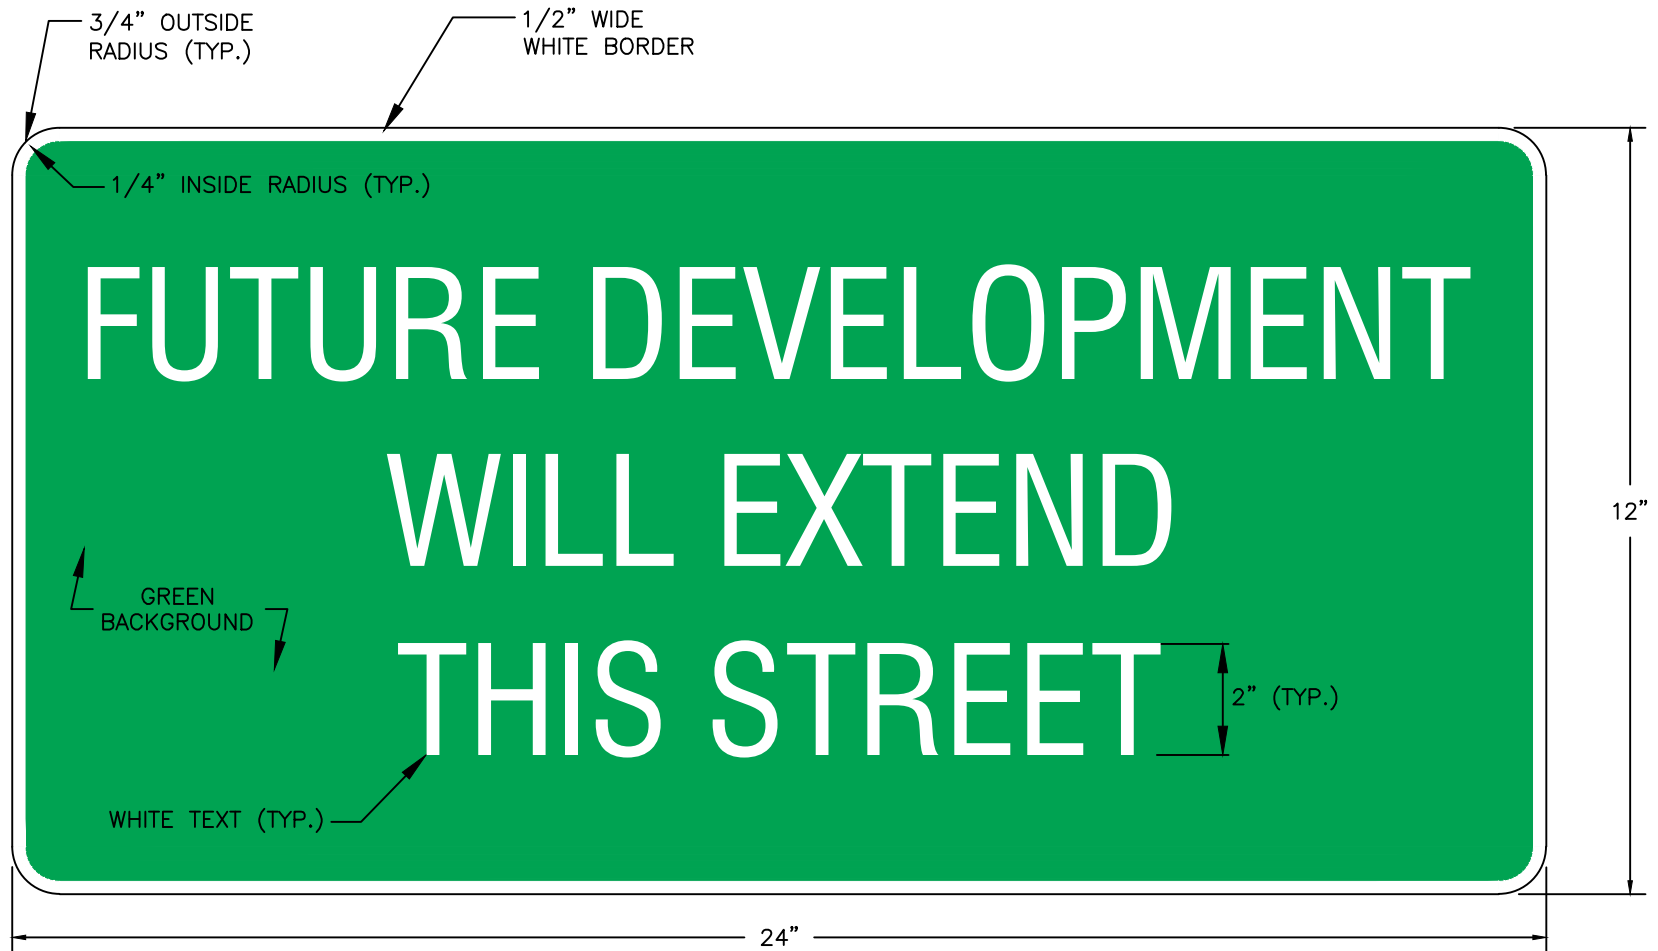 3/4” OUTSIDE
RADIUS (TYP.)
1/2” WIDE
WHITE BORDER
1/4” INSIDE RADIUS (TYP.)
FUTURE DEVELOPMENT
WILL EXTEND
12”
GREEN
BACKGROUND
THIS STREET
2” (TYP.)
WHITE TEXT (TYP.)
24”